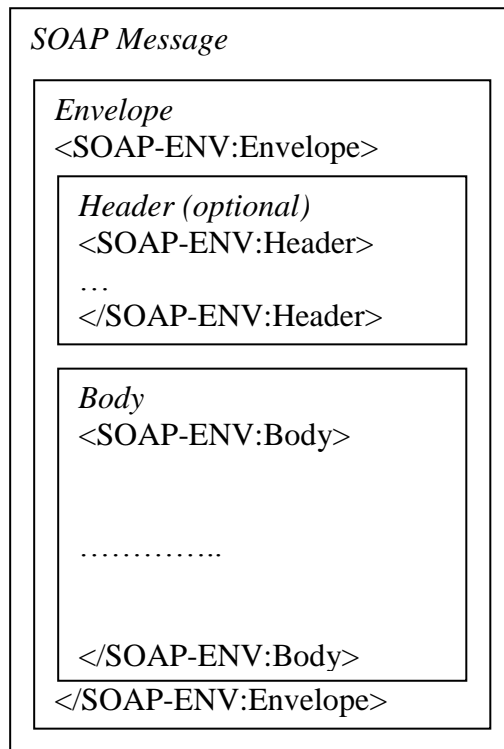 SOAP Message
Envelope
<SOAP-ENV:Envelope>
Header (optional)
<SOAP-ENV:Header>
…
</SOAP-ENV:Header>
Body
<SOAP-ENV:Body>
…………..
</SOAP-ENV:Body>
</SOAP-ENV:Envelope>